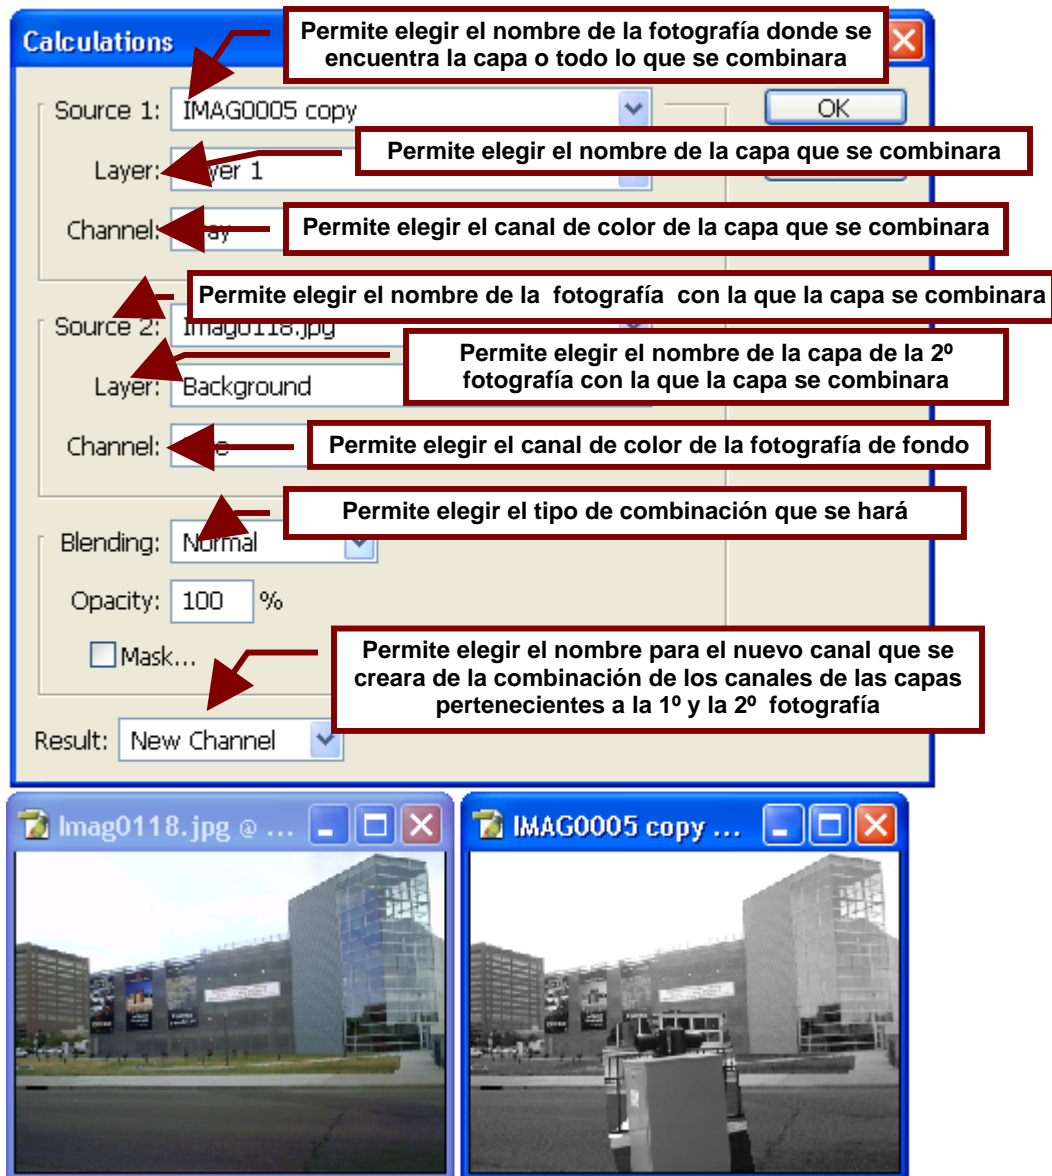 Calculations
Permite elegir el nombre de la fotografía donde se
encuentra la capa o todo lo que se combinara
Source 1: IMAG0005 copy
OK
Permite elegir el nombre de la capa que se combinara
Layer: 1
Channel:
Permite elegir el canal de color de la capa que se combinara
Permite elegir el nombre de la fotografía con la que la capa se combinara
Source 2: Imag0118.jpg
Permite elegir el nombre de la capa de la 2º
fotografía con la que la capa se combinara
Layer: Background
Channel:
Permite elegir el canal de color de la fotografía de fondo
Permite elegir el tipo de combinación que se hará
Blending: Normal
Opacity: 100 %
Mask...
Permite elegir el nombre para el nuevo canal que se
creara de la combinación de los canales de las capas
pertenecientes a la 1º y la 2º fotografía
Result: New Channel
Imag0118.jpg @ ...
IMAG0005 copy ...